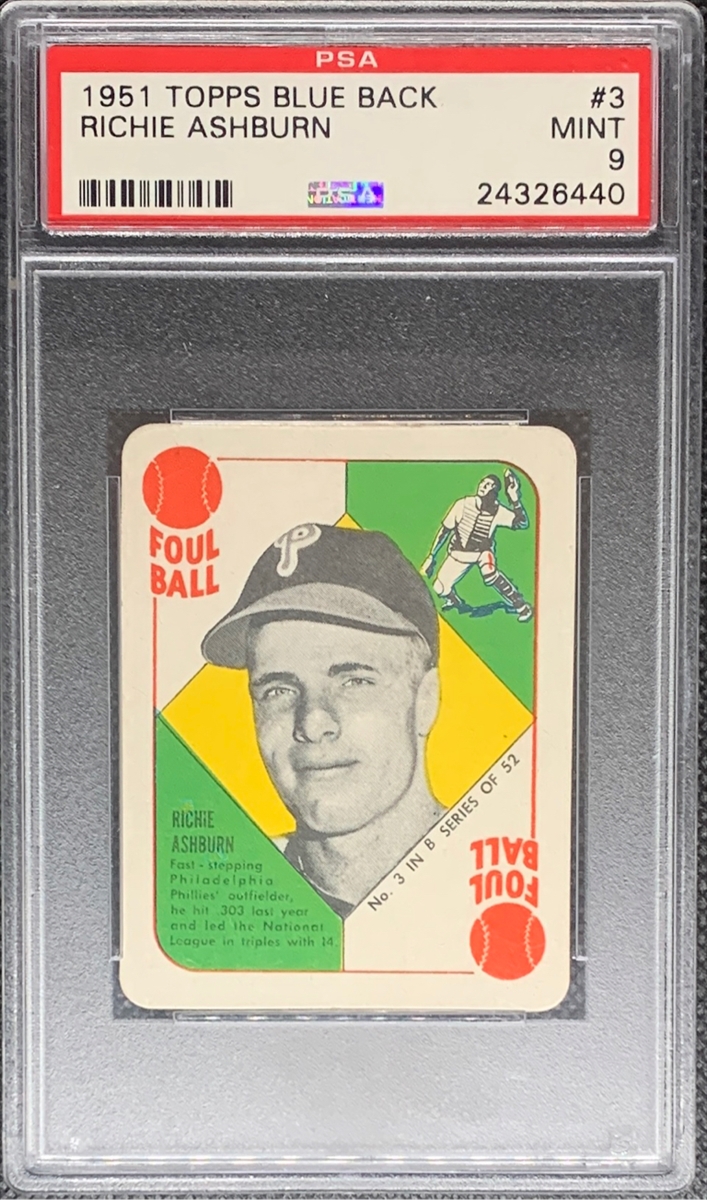 PSA
1951 TOPPS BLUE BACK #3
RICHIE ASHBURN MINT
9
24326440
FOUL
BALL
P
RICHIE
ASHBURN
Fast-stepping
Philadelphia
Phillies' outfielder,
he hit .303 last year
and led the National
League in triples with 14.
No. 3 IN B SERIES OF 52
FOUL
BALL